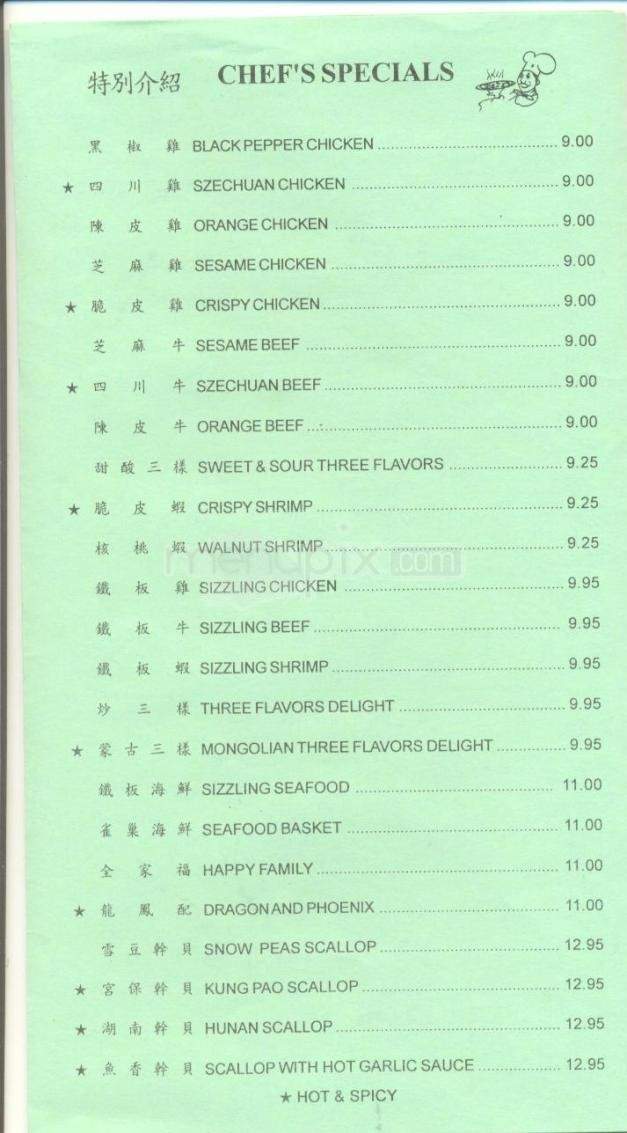 特別介紹 CHEF'S SPECIALS
黑椒雞 BLACK PEPPER CHICKEN 9.00
★ 四川雞 SZECHUAN CHICKEN 9.00
陳皮雞 ORANGE CHICKEN 9.00
芝麻雞 SESAME CHICKEN 9.00
★ 脆皮雞 CRISPY CHICKEN 9.00
芝麻牛 SESAME BEEF 9.00
★ 四川牛 SZECHUAN BEEF 9.00
陳皮牛 ORANGE BEEF 9.00
甜酸三樣 SWEET & SOUR THREE FLAVORS 9.25
★ 脆皮蝦 CRISPY SHRIMP 9.25
核桃蝦 WALNUT SHRIMP 9.25
menupix.com
鐵板雞 SIZZLING CHICKEN 9.95
鐵板牛 SIZZLING BEEF 9.95
鐵板蝦 SIZZLING SHRIMP 9.95
炒三樣 THREE FLAVORS DELIGHT 9.95
★ 蒙古三樣 MONGOLIAN THREE FLAVORS DELIGHT 9.95
鐵板海鮮 SIZZLING SEAFOOD 11.00
雀巢海鮮 SEAFOOD BASKET 11.00
全家福 HAPPY FAMILY 11.00
★ 龍鳳配 DRAGON AND PHOENIX 11.00
雪豆幹貝 SNOW PEAS SCALLOP 12.95
★ 宮保幹貝 KUNG PAO SCALLOP 12.95
★ 湖南幹貝 HUNAN SCALLOP 12.95
★ 魚香幹貝 SCALLOP WITH HOT GARLIC SAUCE 12.95
★ HOT & SPICY